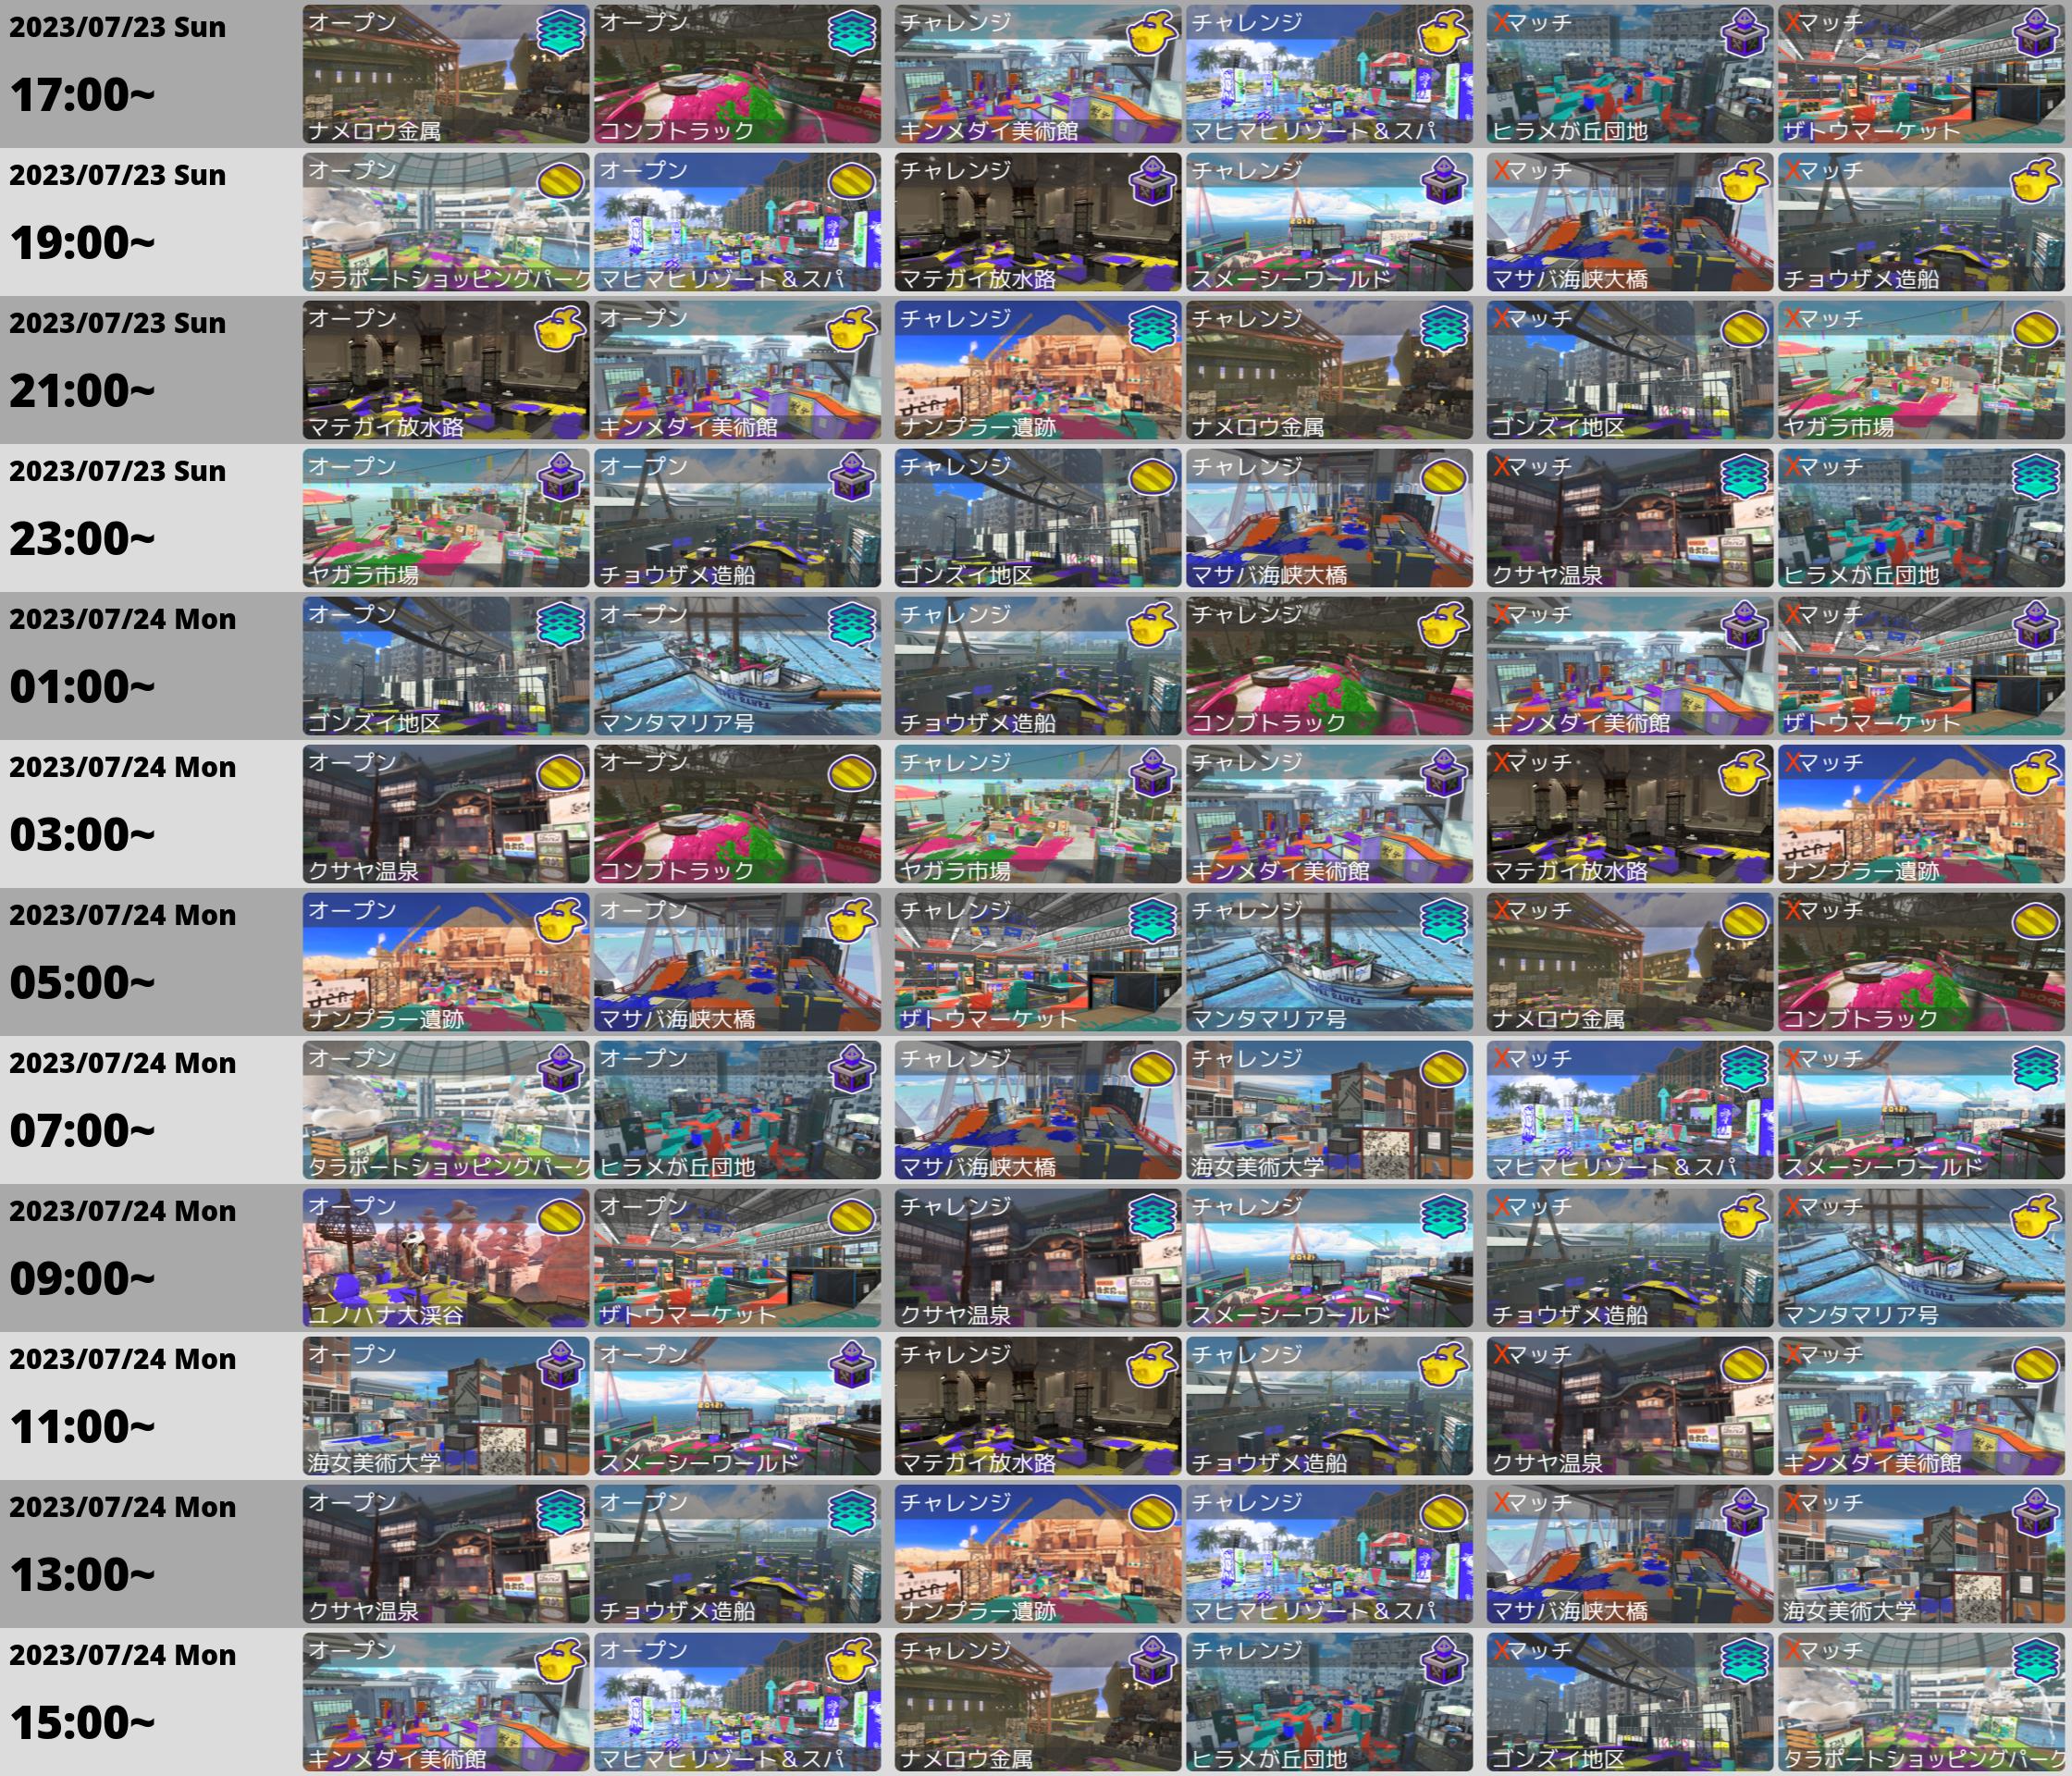 2023/07/23 Sun
17:00~
オープン オープン チャレンジ チャレンジ Xマッチ Xマッチ
ナメロウ金属 コンブトラック キンメダイ美術館 マヒマヒリゾート＆スパ ヒラメが丘団地 ザトウマーケット
2023/07/23 Sun
19:00~
オープン オープン チャレンジ チャレンジ Xマッチ Xマッチ
タラポートショッピングパーク マヒマヒリゾート＆スパ マテガイ放水路 スメーシーワールド マサバ海峡大橋 チョウザメ造船
2023/07/23 Sun
21:00~
オープン オープン チャレンジ チャレンジ Xマッチ Xマッチ
マテガイ放水路 キンメダイ美術館 ナンプラー遺跡 ナメロウ金属 ゴンズイ地区 ヤガラ市場
2023/07/23 Sun
23:00~
オープン オープン チャレンジ チャレンジ Xマッチ Xマッチ
ヤガラ市場 チョウザメ造船 ゴンズイ地区 マサバ海峡大橋 クサヤ温泉 ヒラメが丘団地
2023/07/24 Mon
01:00~
オープン オープン チャレンジ チャレンジ Xマッチ Xマッチ
ゴンズイ地区 マンタマリア号 チョウザメ造船 コンブトラック キンメダイ美術館 ザトウマーケット
2023/07/24 Mon
03:00~
オープン オープン チャレンジ チャレンジ Xマッチ Xマッチ
クサヤ温泉 コンブトラック ヤガラ市場 キンメダイ美術館 マテガイ放水路 ナンプラー遺跡
2023/07/24 Mon
05:00~
オープン オープン チャレンジ チャレンジ Xマッチ Xマッチ
ナンプラー遺跡 マサバ海峡大橋 ザトウマーケット マンタマリア号 ナメロウ金属 コンブトラック
2023/07/24 Mon
07:00~
オープン オープン チャレンジ チャレンジ Xマッチ Xマッチ
タラポートショッピングパーク ヒラメが丘団地 マサバ海峡大橋 海女美術大学 マヒマヒリゾート＆スパ スメーシーワールド
2023/07/24 Mon
09:00~
オープン オープン チャレンジ チャレンジ Xマッチ Xマッチ
ユノハナ大渓谷 ザトウマーケット クサヤ温泉 スメーシーワールド チョウザメ造船 マンタマリア号
2023/07/24 Mon
11:00~
オープン オープン チャレンジ チャレンジ Xマッチ Xマッチ
海女美術大学 スメーシーワールド マテガイ放水路 チョウザメ造船 クサヤ温泉 キンメダイ美術館
2023/07/24 Mon
13:00~
オープン オープン チャレンジ チャレンジ Xマッチ Xマッチ
クサヤ温泉 チョウザメ造船 ナンプラー遺跡 マヒマヒリゾート＆スパ マサバ海峡大橋 海女美術大学
2023/07/24 Mon
15:00~
オープン オープン チャレンジ チャレンジ Xマッチ Xマッチ
キンメダイ美術館 マヒマヒリゾート＆スパ ナメロウ金属 ヒラメが丘団地 ゴンズイ地区 タラポートショッピングパーク